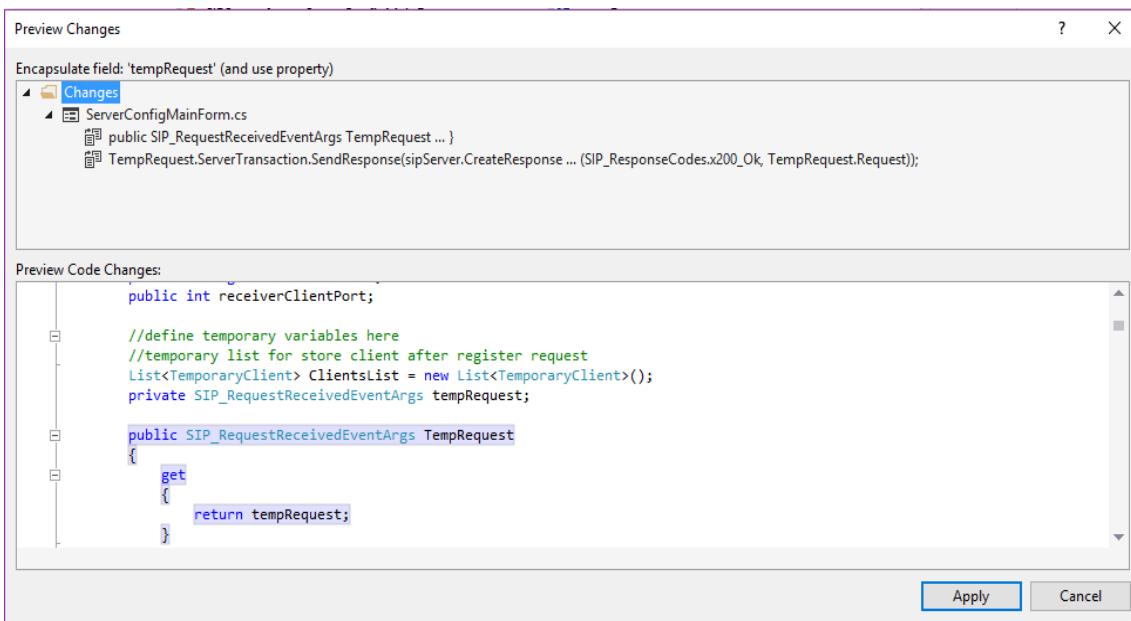 Preview Changes
Encapsulate field: 'tempRequest' (and use property)
Changes
ServerConfigMainForm.cs
public SIP_RequestReceivedEventArgs TempRequest ... }
TempRequest.ServerTransaction.SendResponse(sipServer.CreateResponse ... (SIP_ResponseCodes.x200_Ok, TempRequest.Request));
Preview Code Changes:
public int receiverClientPort;
//define temporary variables here
//temporary list for store client after register request
List<TemporaryClient> ClientsList = new List<TemporaryClient>();
private SIP_RequestReceivedEventArgs tempRequest;
public SIP_RequestReceivedEventArgs TempRequest
{
get
{
return tempRequest;
}
Apply Cancel